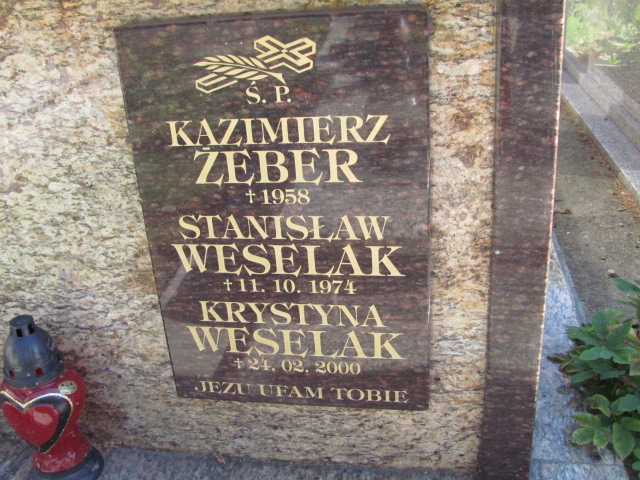 Ś. P.
KAZIMIERZ
ŻEBER
† 1958
STANISŁAW
WESELAK
† 11. 10. 1974
KRYSTYNA
WESELAK
† 24. 02. 2000
JEZU UFAM TOBIE